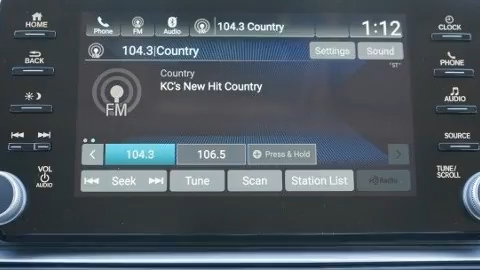 HOME
BACK
VOL
AUDIO
Phone
FM
Audio
104.3|Country
1:12
104.3|Country
Settings
Sound
"ST"
Country
KC's New Hit Country
FM
104.3
106.5
Press & Hold
Seek
Tune
Scan
Station List
Radio
CLOCK
PHONE
AUDIO
SOURCE
TUNE/
SCROLL